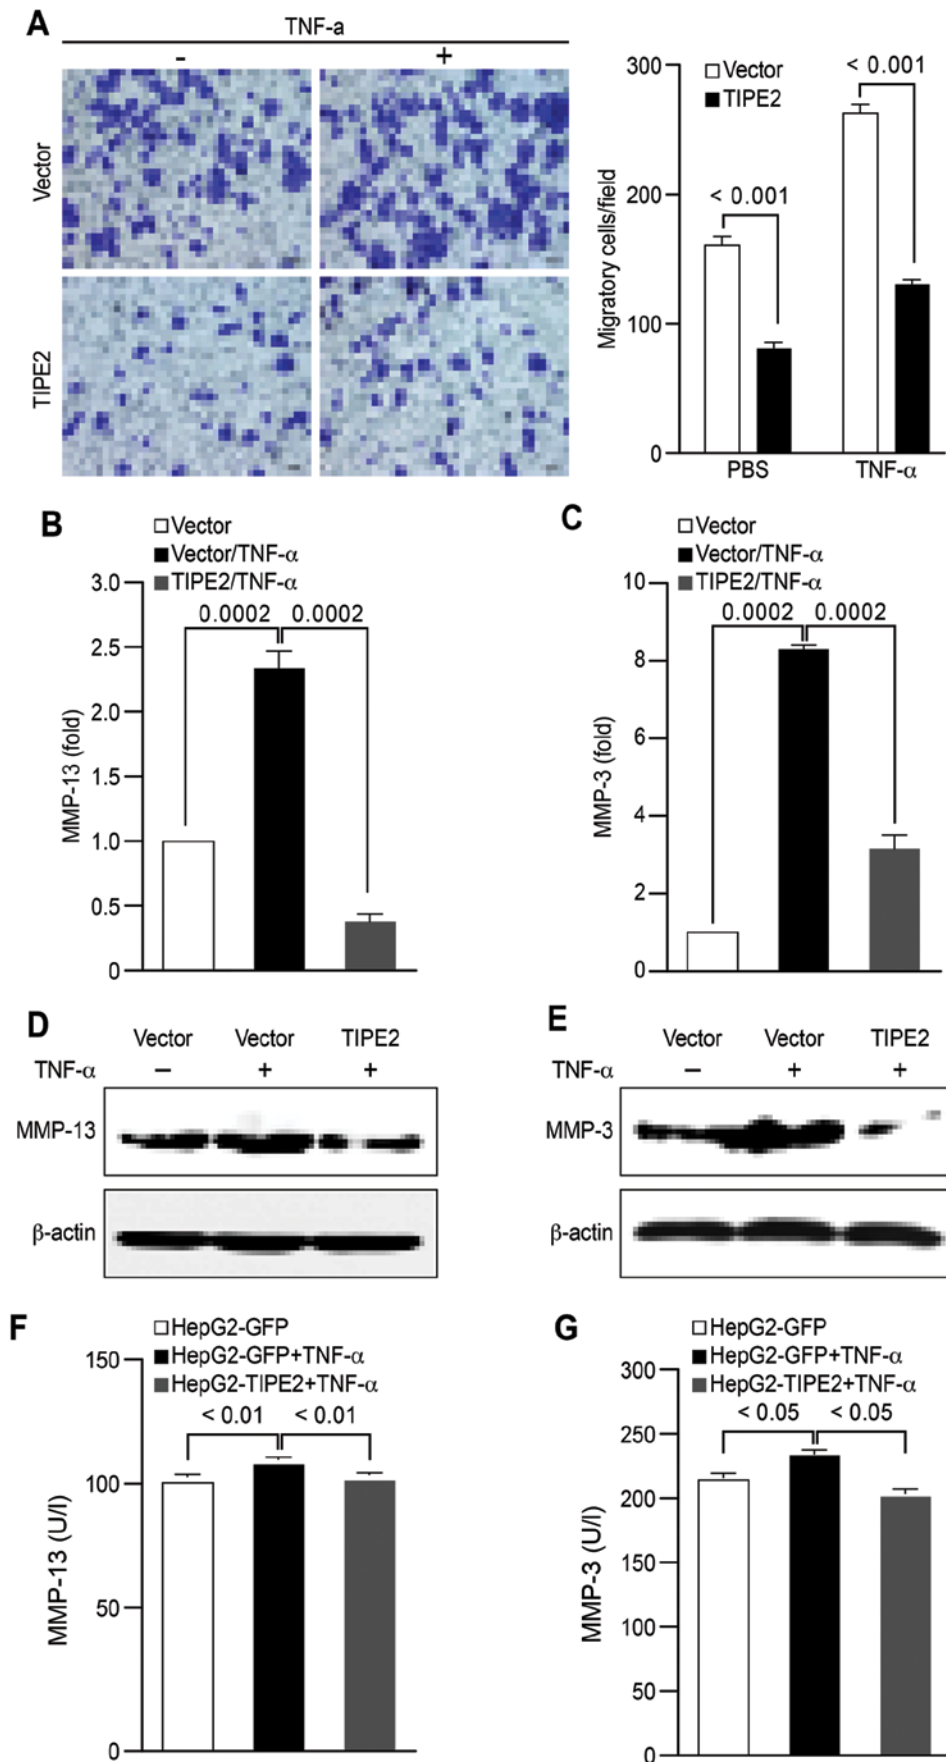 A
TNF-a
- +
Vector
TIPE2
Vector
TIPE2
Migratory cells/field
300
200
100
0
< 0.001
< 0.001
PBS TNF-α
B
Vector
Vector/TNF-α
TIPE2/TNF-α
MMP-13 (fold)
3.0
2.5
2.0
1.5
1.0
0.5
0
0.0002 0.0002
C
Vector
Vector/TNF-α
TIPE2/TNF-α
MMP-3 (fold)
10
8
6
4
2
0
0.0002 0.0002
D
Vector Vector TIPE2
TNF-α – + +
MMP-13
β-actin
E
Vector Vector TIPE2
TNF-α – + +
MMP-3
β-actin
F
HepG2-GFP
HepG2-GFP+TNF-α
HepG2-TIPE2+TNF-α
MMP-13 (U/l)
150
100
50
0
< 0.01 < 0.01
G
HepG2-GFP
HepG2-GFP+TNF-α
HepG2-TIPE2+TNF-α
MMP-3 (U/l)
300
250
200
150
100
50
0
< 0.05 < 0.05